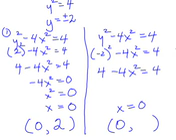 y²=4
y=±2
①
y²-4x²=4
(2)²-4x²=4
4-4x²=4
-4x²=0
x²=0
x=0
(0, 2)
y²-4x²=4
(-2)²-4x²=4
4-4x²=4
x=0
(0, )